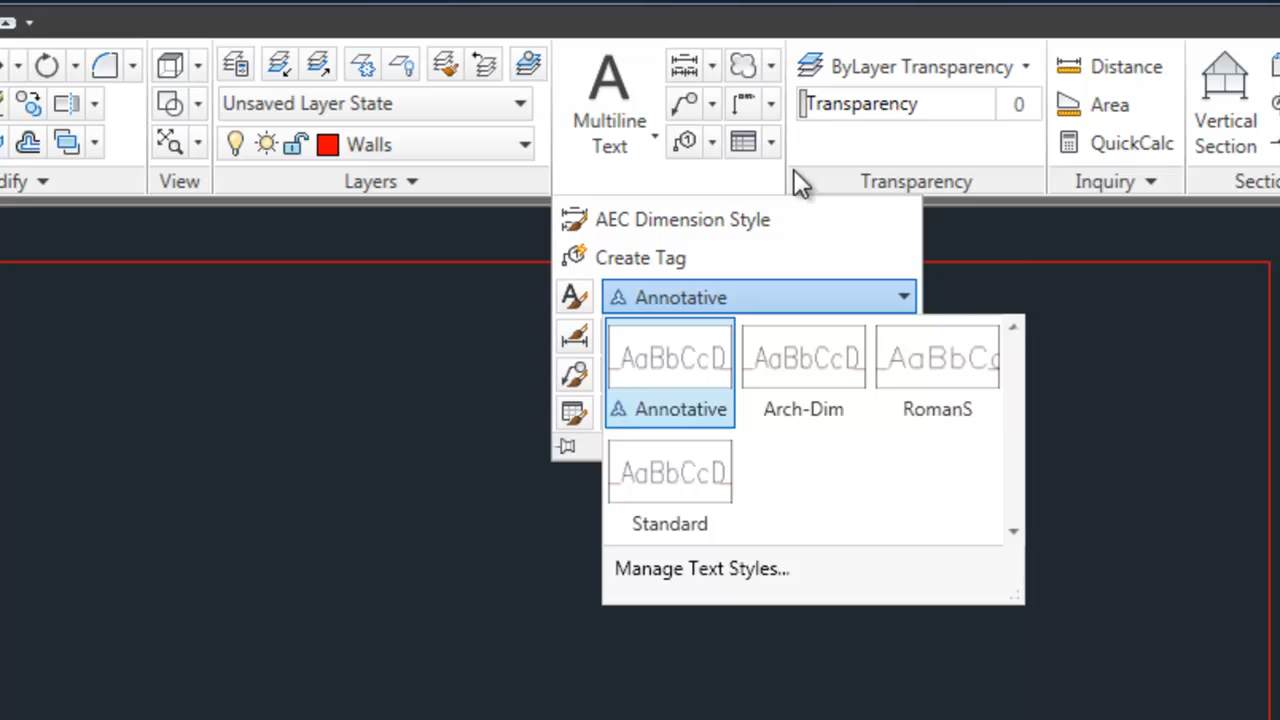 ByLayer Transparency
Distance
Unsaved Layer State
Transparency
0
Area
Multiline
Text
Vertical
Section
Walls
QuickCalc
dify
View
Layers
Transparency
Inquiry
Sectio
AEC Dimension Style
Create Tag
Annotative
AaBbCcD
AaBbCcD
AaBbCc
Annotative
Arch-Dim
RomanS
AaBbCcD
Standard
Manage Text Styles...